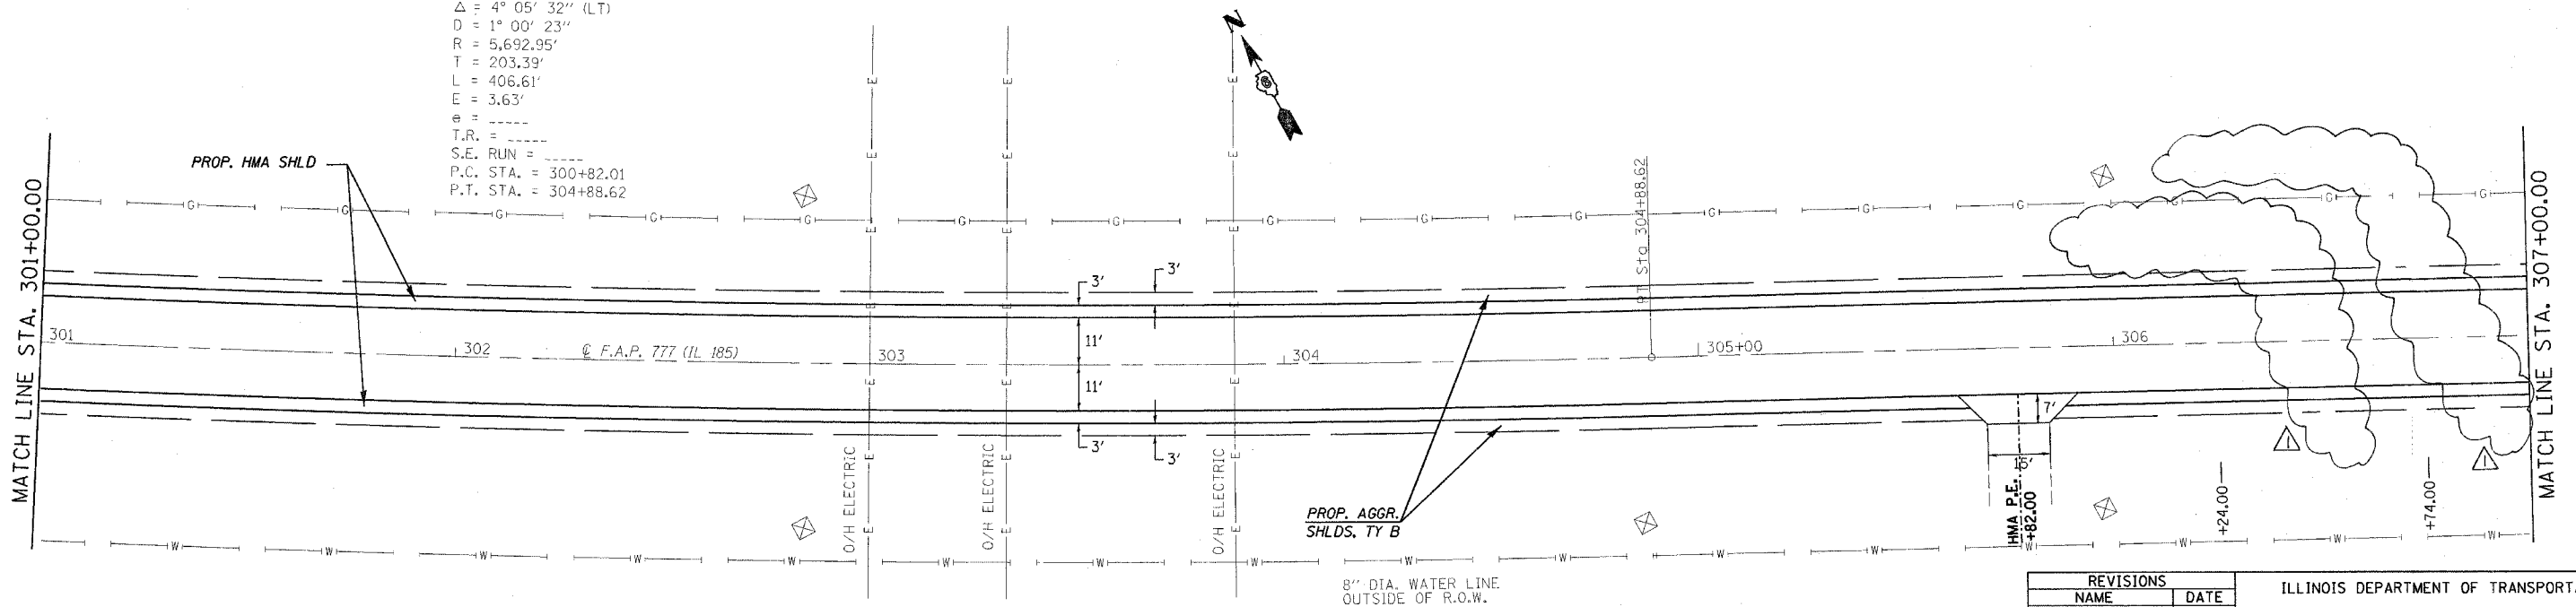 Δ = 4° 05' 32" (LT)
D = 1° 00' 23"
R = 5,692.95'
T = 203.39'
L = 406.61'
E = 3.63'
e = _____
T.R. = _____
S.E. RUN = _____
P.C. STA. = 300+82.01
P.T. STA. = 304+88.62
N
PROP. HMA SHLD
MATCH LINE STA. 301+00.00
MATCH LINE STA. 307+00.00
G G G G G G G G G G G G G G G G
E E E E E E
E E E E E E
E E E E E E
PT Sta 304+88.62
3' 3'
11'
11'
3' 3'
301
302
℄ F.A.P. 777 (IL 185)
303
304
305+00
306
7'
15'
HMA P.E.
+82.00
+24.00
+74.00
1
1
O/H ELECTRIC
O/H ELECTRIC
O/H ELECTRIC
PROP. AGGR.
SHLDS, TY B
W W W W W W W W W W W W W W W W
8" DIA. WATER LINE
OUTSIDE OF R.O.W.
REVISIONS
NAME DATE
ILLINOIS DEPARTMENT OF TRANSPORT